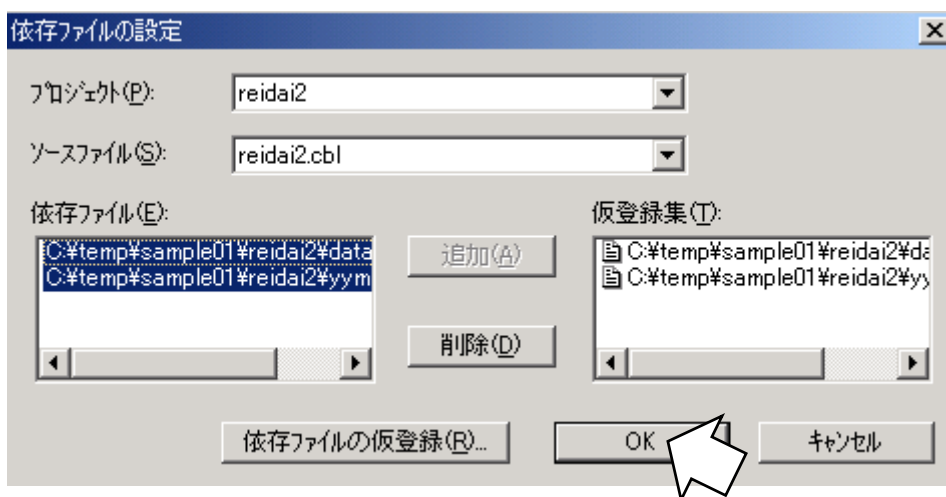 依存ファイルの設定
プロジェクト(P):
reidai2
ソースファイル(S):
reidai2.cbl
依存ファイル(E):
仮登録集(T):
C:¥temp¥sample01¥reidai2¥data
C:¥temp¥sample01¥reidai2¥yym
追加(A)
C:¥temp¥sample01¥reidai2¥da
C:¥temp¥sample01¥reidai2¥yy
削除(D)
依存ファイルの仮登録(R)...
OK
キャンセル